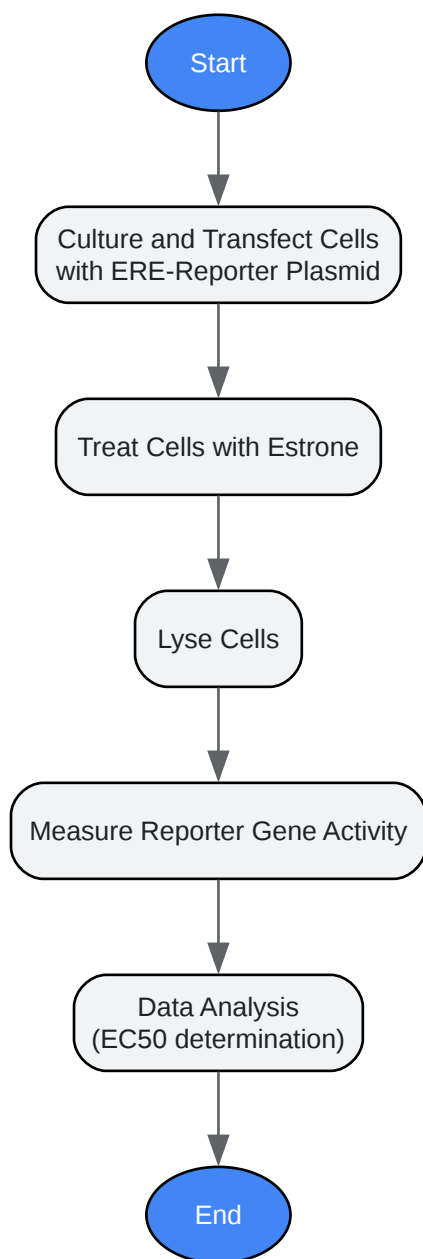 Start
Culture and Transfect Cells
with ERE-Reporter Plasmid
Treat Cells with Estrone
Lyse Cells
Measure Reporter Gene Activity
Data Analysis
(EC50 determination)
End